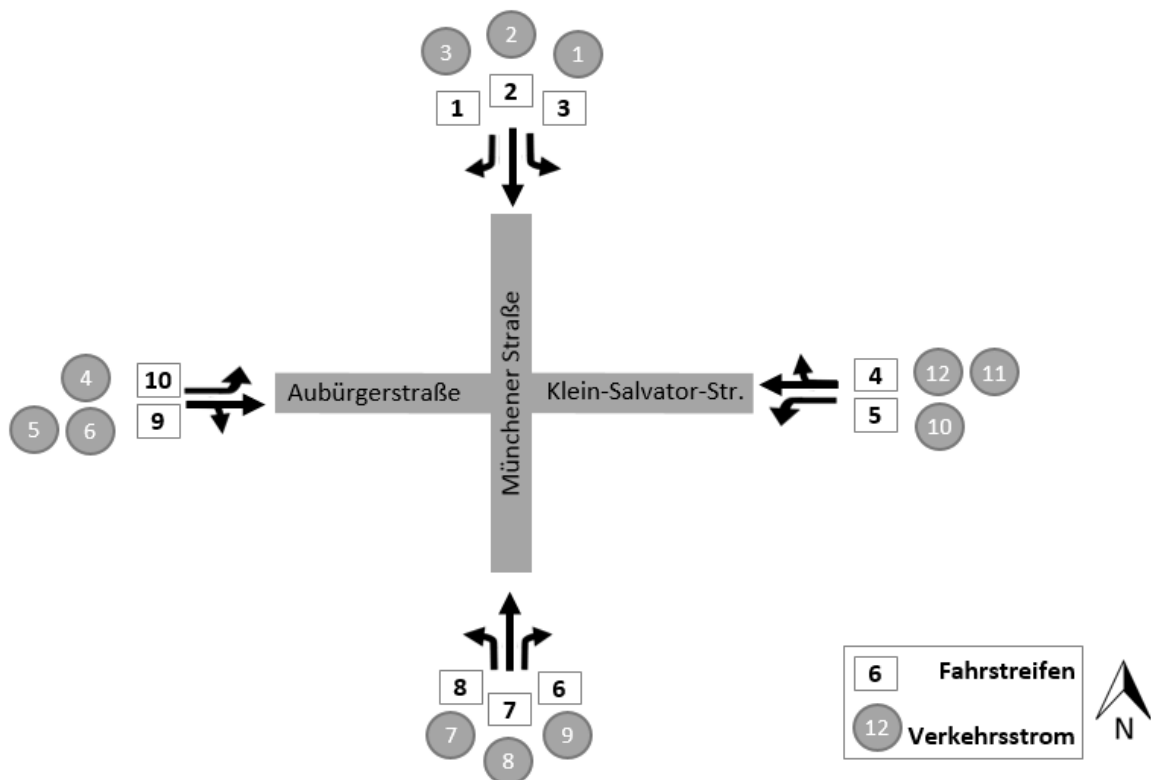 2
3 1
2
1 3
Münchener Straße
4
10
5 6
9
Aubürgerstraße
Klein-Salvator-Str.
4 12 11
5 10
8 6
7
7 9
8
6 Fahrstreifen
12 Verkehrsstrom
N